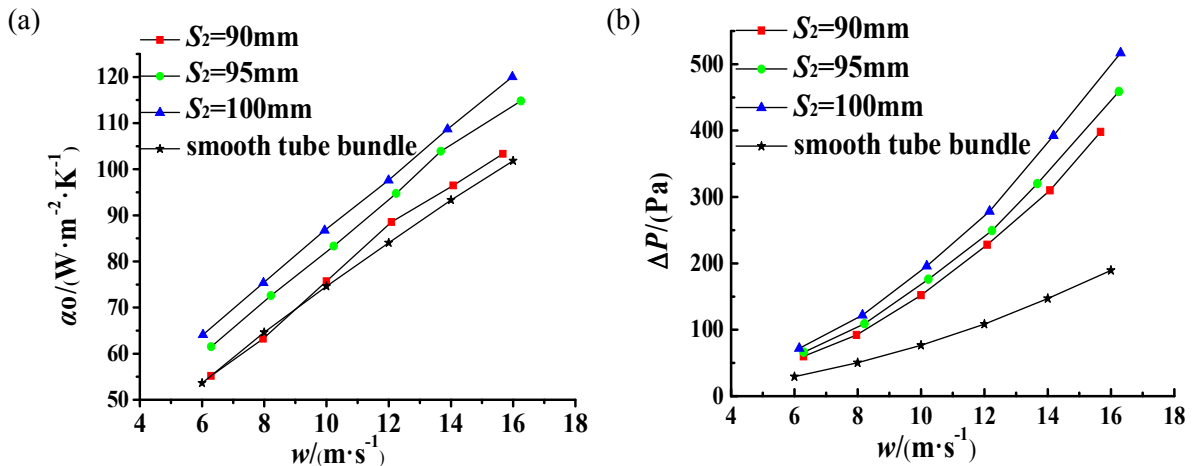 (a)
S₂=90mm
S₂=95mm
S₂=100mm
smooth tube bundle
αo/(W·m⁻²·K⁻¹)
120
110
100
90
80
70
60
50
4 6 8 10 12 14 16 18
w/(m·s⁻¹)
(b)
S₂=90mm
S₂=95mm
S₂=100mm
smooth tube bundle
ΔP/(Pa)
500
400
300
200
100
0
4 6 8 10 12 14 16 18
w/(m·s⁻¹)